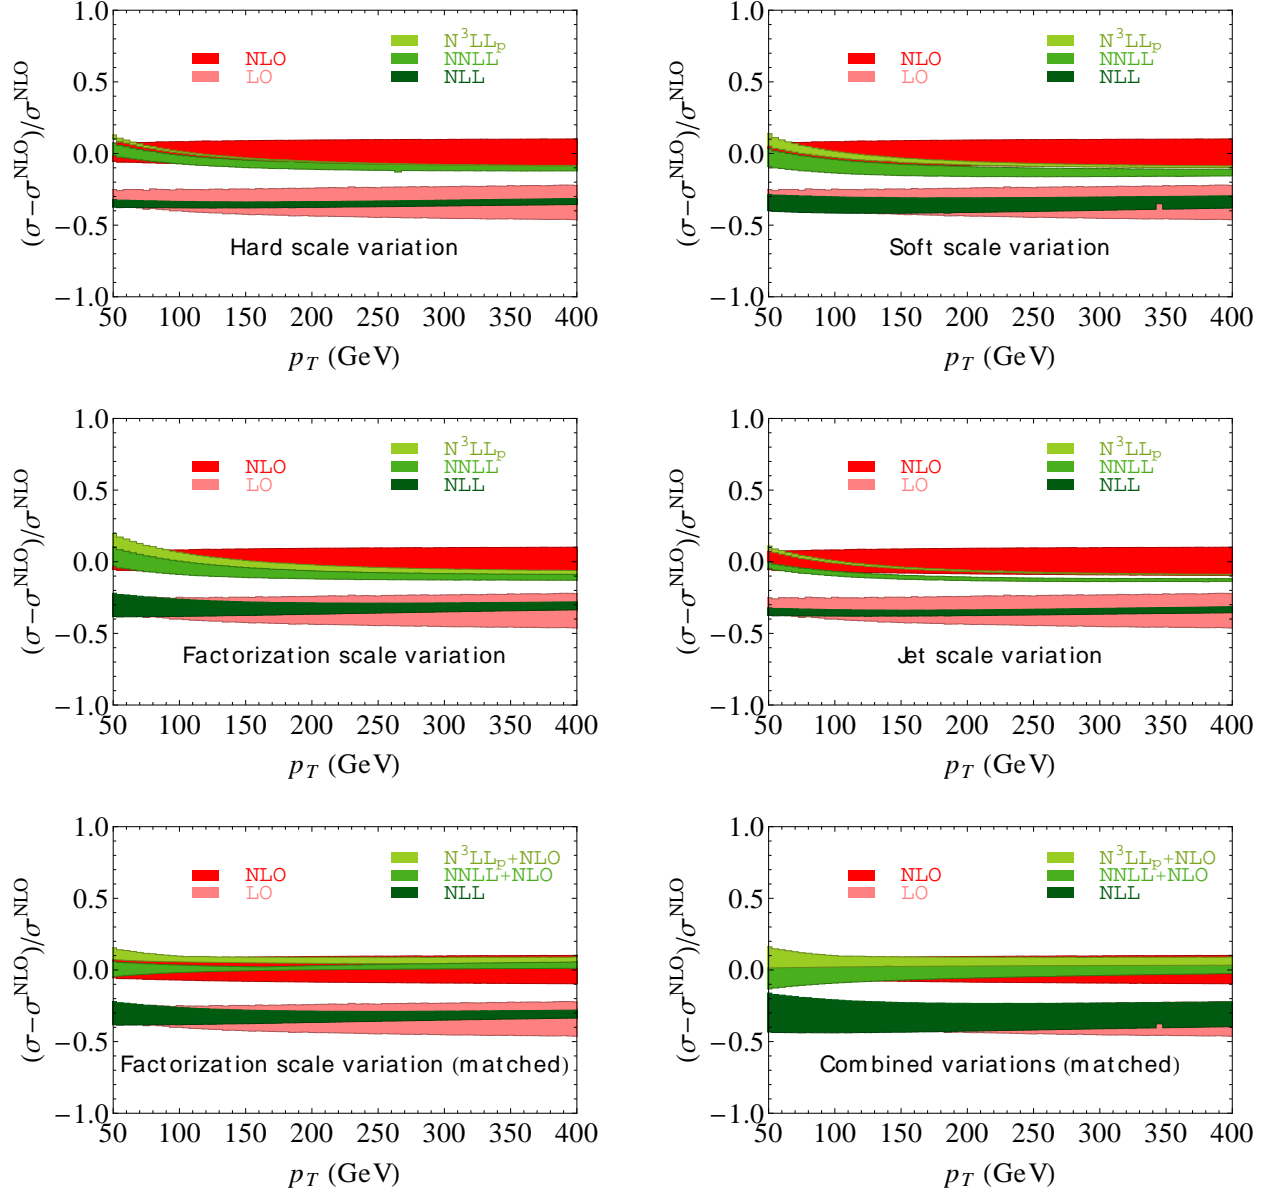 1.0
0.5
0.0
−0.5
−1.0
(σ−σ^NLO)/σ^NLO
NLO
LO
N³LLₚ
NNLL
NLL
Hard scale variation
50 100 150 200 250 300 350 400
p_T (GeV)
1.0
0.5
0.0
−0.5
−1.0
(σ−σ^NLO)/σ^NLO
NLO
LO
N³LLₚ
NNLL
NLL
Soft scale variation
50 100 150 200 250 300 350 400
p_T (GeV)
1.0
0.5
0.0
−0.5
−1.0
(σ−σ^NLO)/σ^NLO
NLO
LO
N³LLₚ
NNLL
NLL
Factorization scale variation
50 100 150 200 250 300 350 400
p_T (GeV)
1.0
0.5
0.0
−0.5
−1.0
(σ−σ^NLO)/σ^NLO
NLO
LO
N³LLₚ
NNLL
NLL
Jet scale variation
50 100 150 200 250 300 350 400
p_T (GeV)
1.0
0.5
0.0
−0.5
−1.0
(σ−σ^NLO)/σ^NLO
NLO
LO
N³LLₚ+NLO
NNLL+NLO
NLL
Factorization scale variation (matched)
50 100 150 200 250 300 350 400
p_T (GeV)
1.0
0.5
0.0
−0.5
−1.0
(σ−σ^NLO)/σ^NLO
NLO
LO
N³LLₚ+NLO
NNLL+NLO
NLL
Combined variations (matched)
50 100 150 200 250 300 350 400
p_T (GeV)